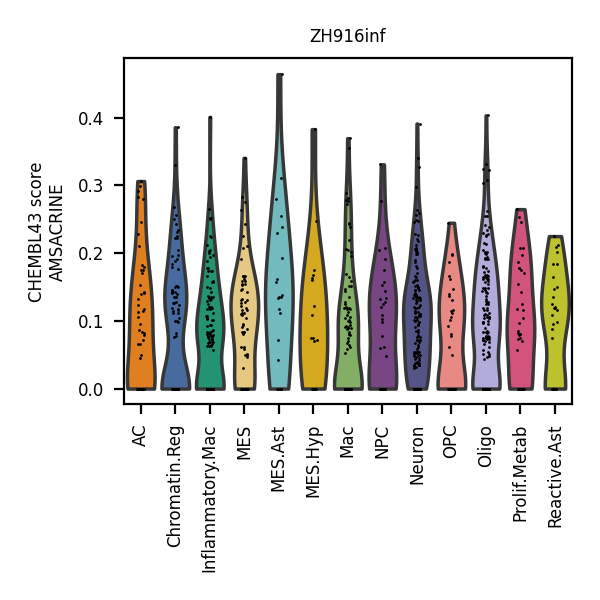 ZH916inf
CHEMBL43 score
AMSACRINE
0.4
0.3
0.2
0.1
0.0
AC
Chromatin.Reg
Inflammatory.Mac
MES
MES.Ast
MES.Hyp
Mac
NPC
Neuron
OPC
Oligo
Prolif.Metab
Reactive.Ast